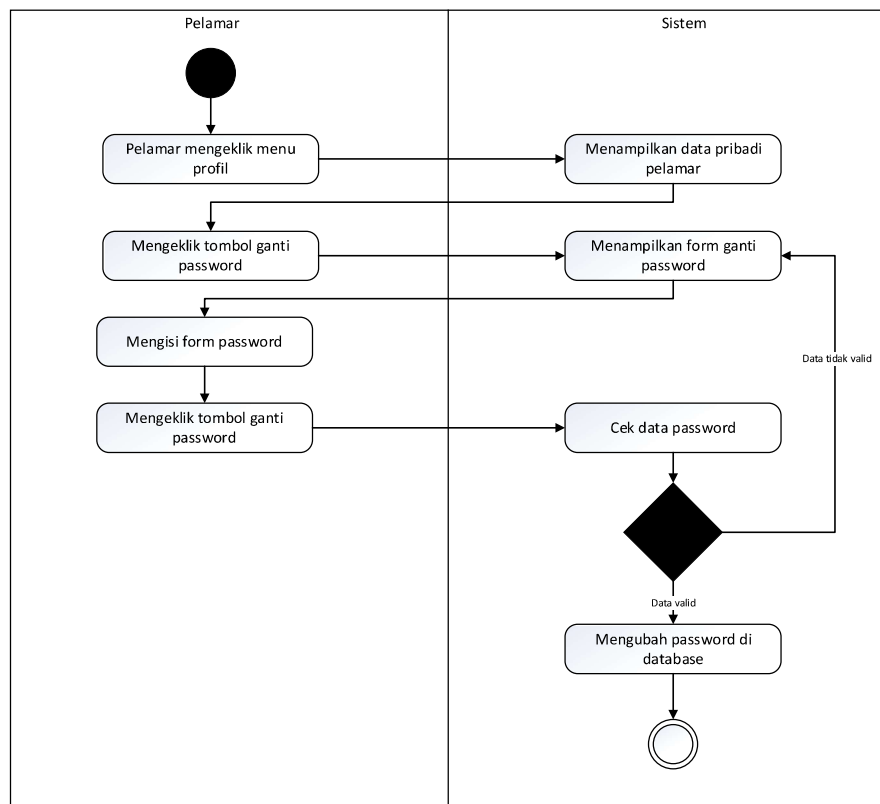 Pelamar
Sistem
Pelamar mengeklik menu
profil
Menampilkan data pribadi
pelamar
Mengeklik tombol ganti
password
Menampilkan form ganti
password
Mengisi form password
Data tidak valid
Mengeklik tombol ganti
password
Cek data password
Data valid
Mengubah password di
database